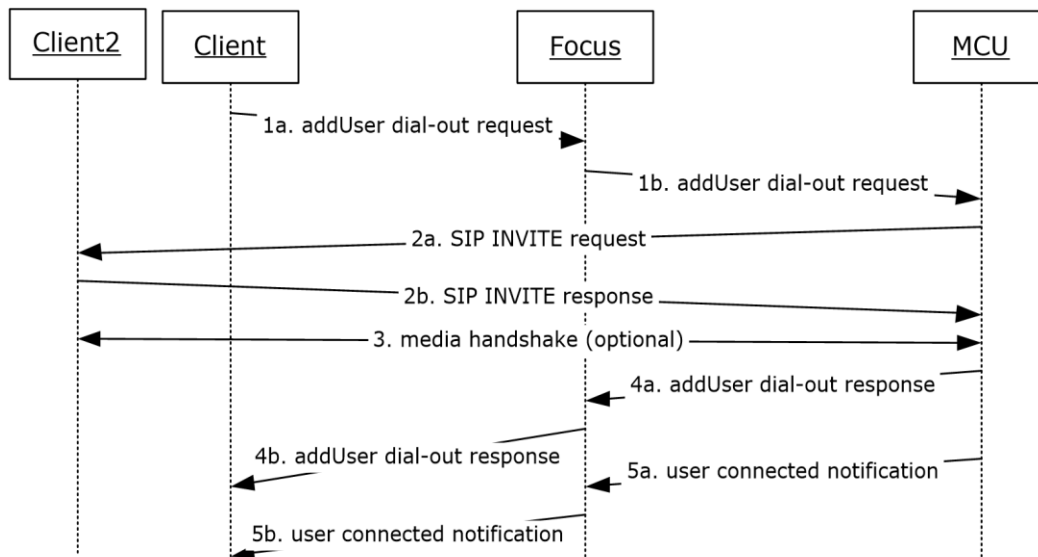 Client2
Client
Focus
MCU
1a. addUser dial-out request
1b. addUser dial-out request
2a. SIP INVITE request
2b. SIP INVITE response
3. media handshake (optional)
4a. addUser dial-out response
4b. addUser dial-out response
5a. user connected notification
5b. user connected notification